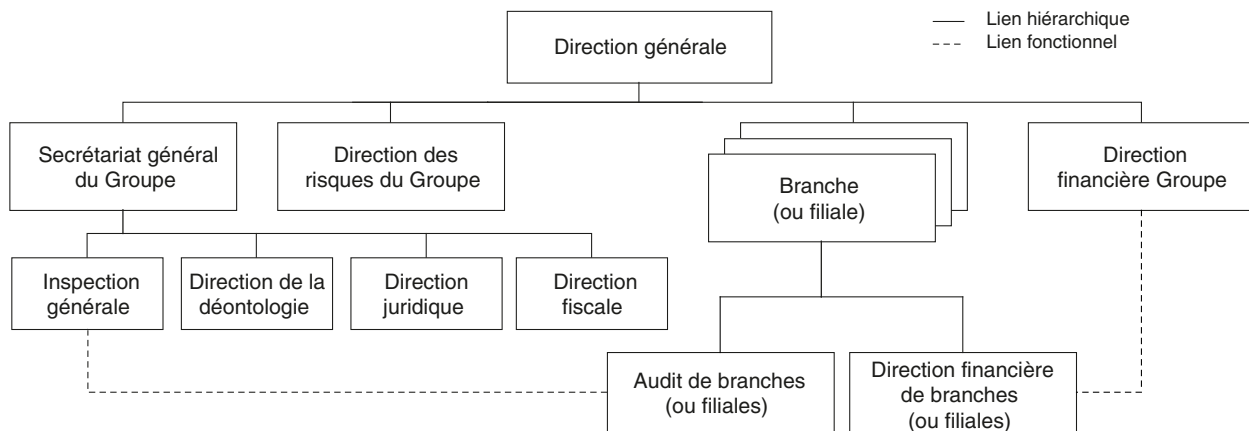 Direction générale
Lien hiérarchique
Lien fonctionnel
Secrétariat général
du Groupe
Direction des
risques du Groupe
Branche
(ou filiale)
Direction
financière Groupe
Inspection
générale
Direction de la
déontologie
Direction
juridique
Direction
fiscale
Audit de branches
(ou filiales)
Direction financière
de branches
(ou filiales)